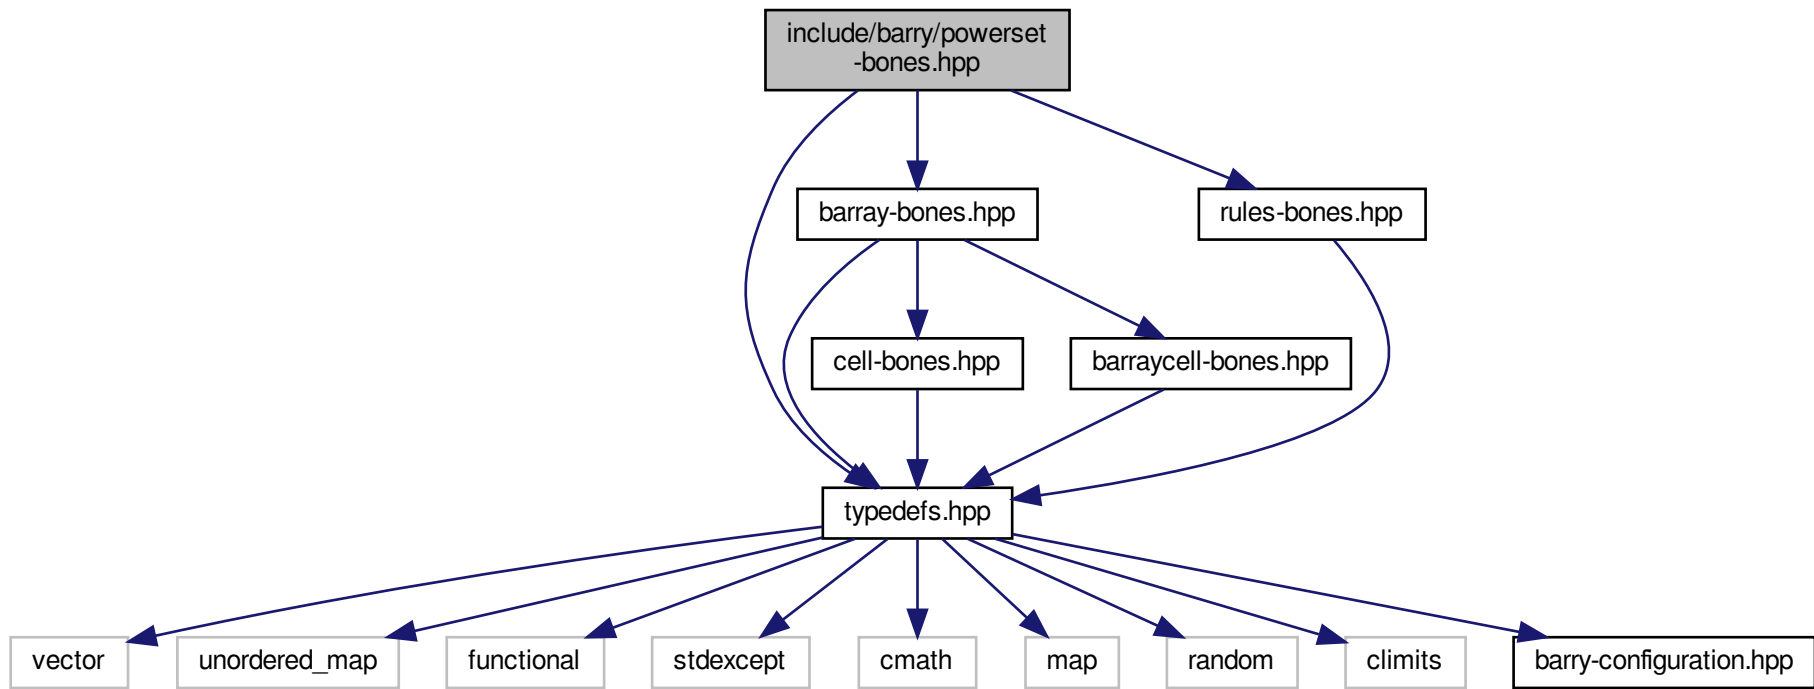 include/barry/powerset
-bones.hpp
barray-bones.hpp
rules-bones.hpp
cell-bones.hpp
barraycell-bones.hpp
typedefs.hpp
vector
unordered_map
functional
stdexcept
cmath
map
random
climits
barry-configuration.hpp